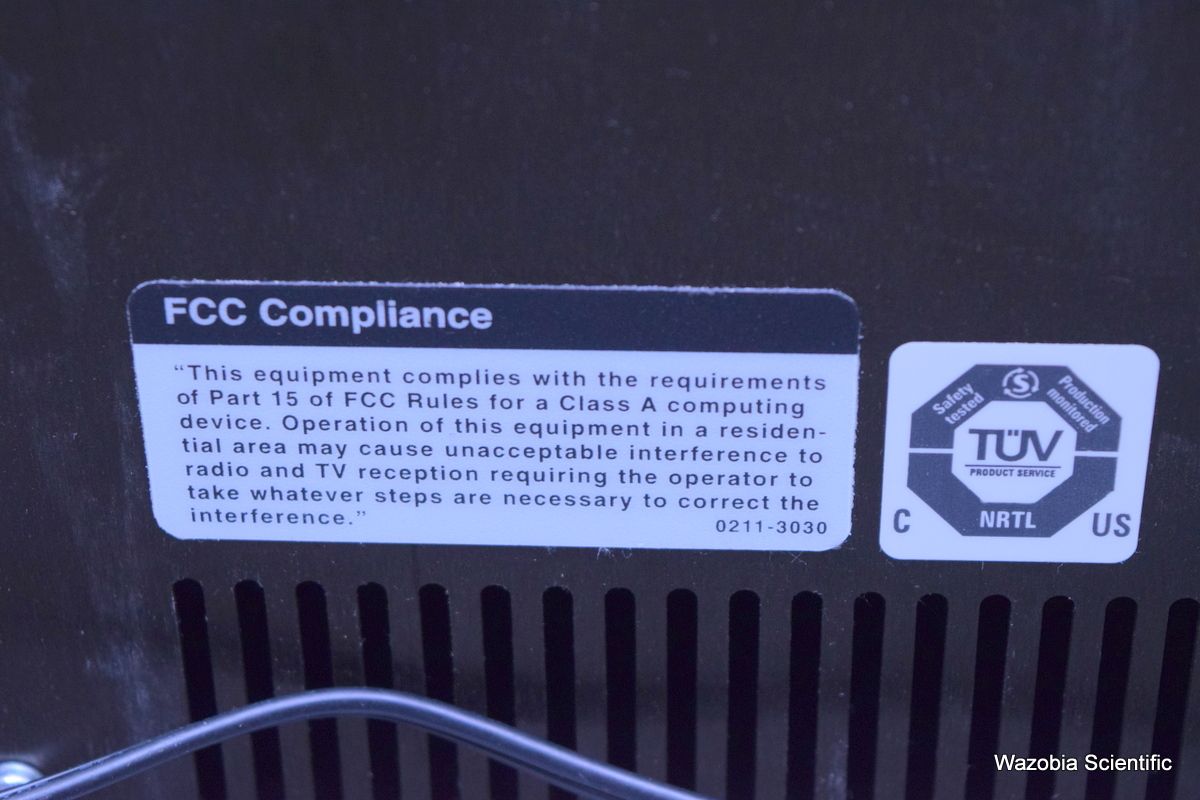 FCC Compliance
“This equipment complies with the requirements
of Part 15 of FCC Rules for a Class A computing
device. Operation of this equipment in a residen-
tial area may cause unacceptable interference to
radio and TV reception requiring the operator to
take whatever steps are necessary to correct the
interference.”
0211-3030
Safety
tested
S
Production
monitored
TÜV
PRODUCT SERVICE
C
NRTL
US
Wazobia Scientific